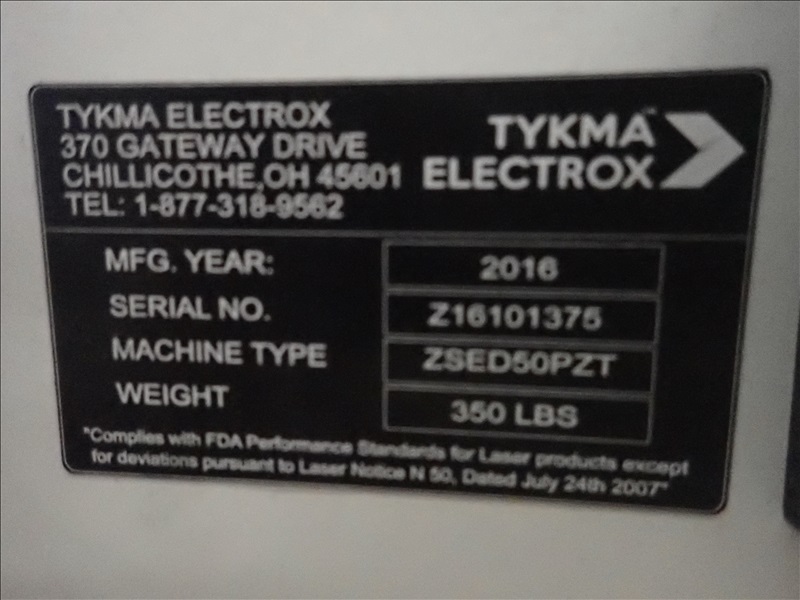 TYKMA ELECTROX
370 GATEWAY DRIVE
CHILLICOTHE, OH 45601
TEL: 1-877-318-9562
TYKMA™
ELECTROX
MFG. YEAR: 2016
SERIAL NO. Z16101375
MACHINE TYPE ZSED50PZT
WEIGHT 350 LBS
"Complies with FDA Performance Standards for Laser products except
for deviations pursuant to Laser Notice N 50, Dated July 24th 2007"